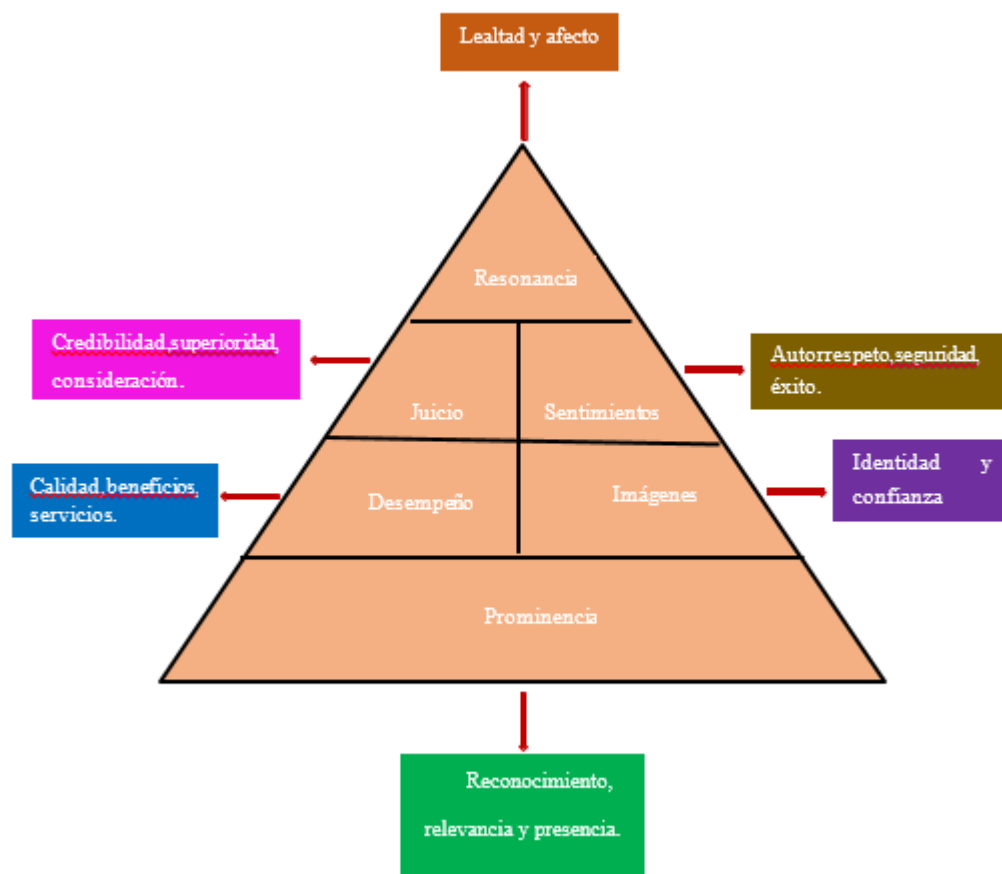 Lealtad y afecto
Resonancia
Credibilidad,superioridad,
consideración.
Autorrespeto,seguridad,
éxito.
Juicio
Sentimientos
Calidad,beneficios,
servicios.
Identidad y
confianza
Desempeño
Imágenes
Prominencia
Reconocimiento,
relevancia y presencia.